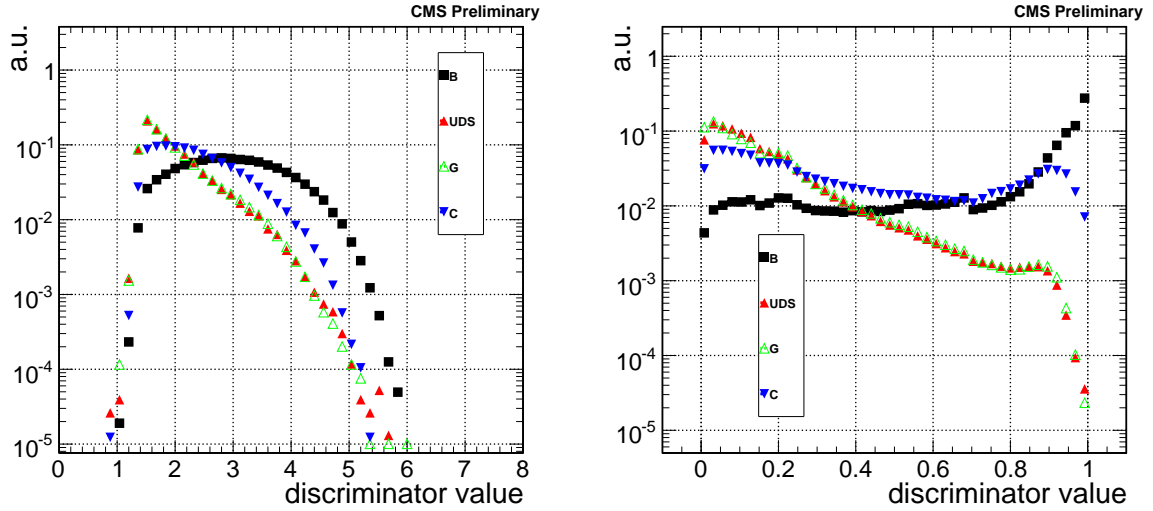 CMS Preliminary
a.u.
1
10^-1
10^-2
10^-3
10^-4
10^-5
B
UDS
G
C
0 1 2 3 4 5 6 7 8
discriminator value
CMS Preliminary
a.u.
1
10^-1
10^-2
10^-3
10^-4
10^-5
B
UDS
G
C
0 0.2 0.4 0.6 0.8 1
discriminator value